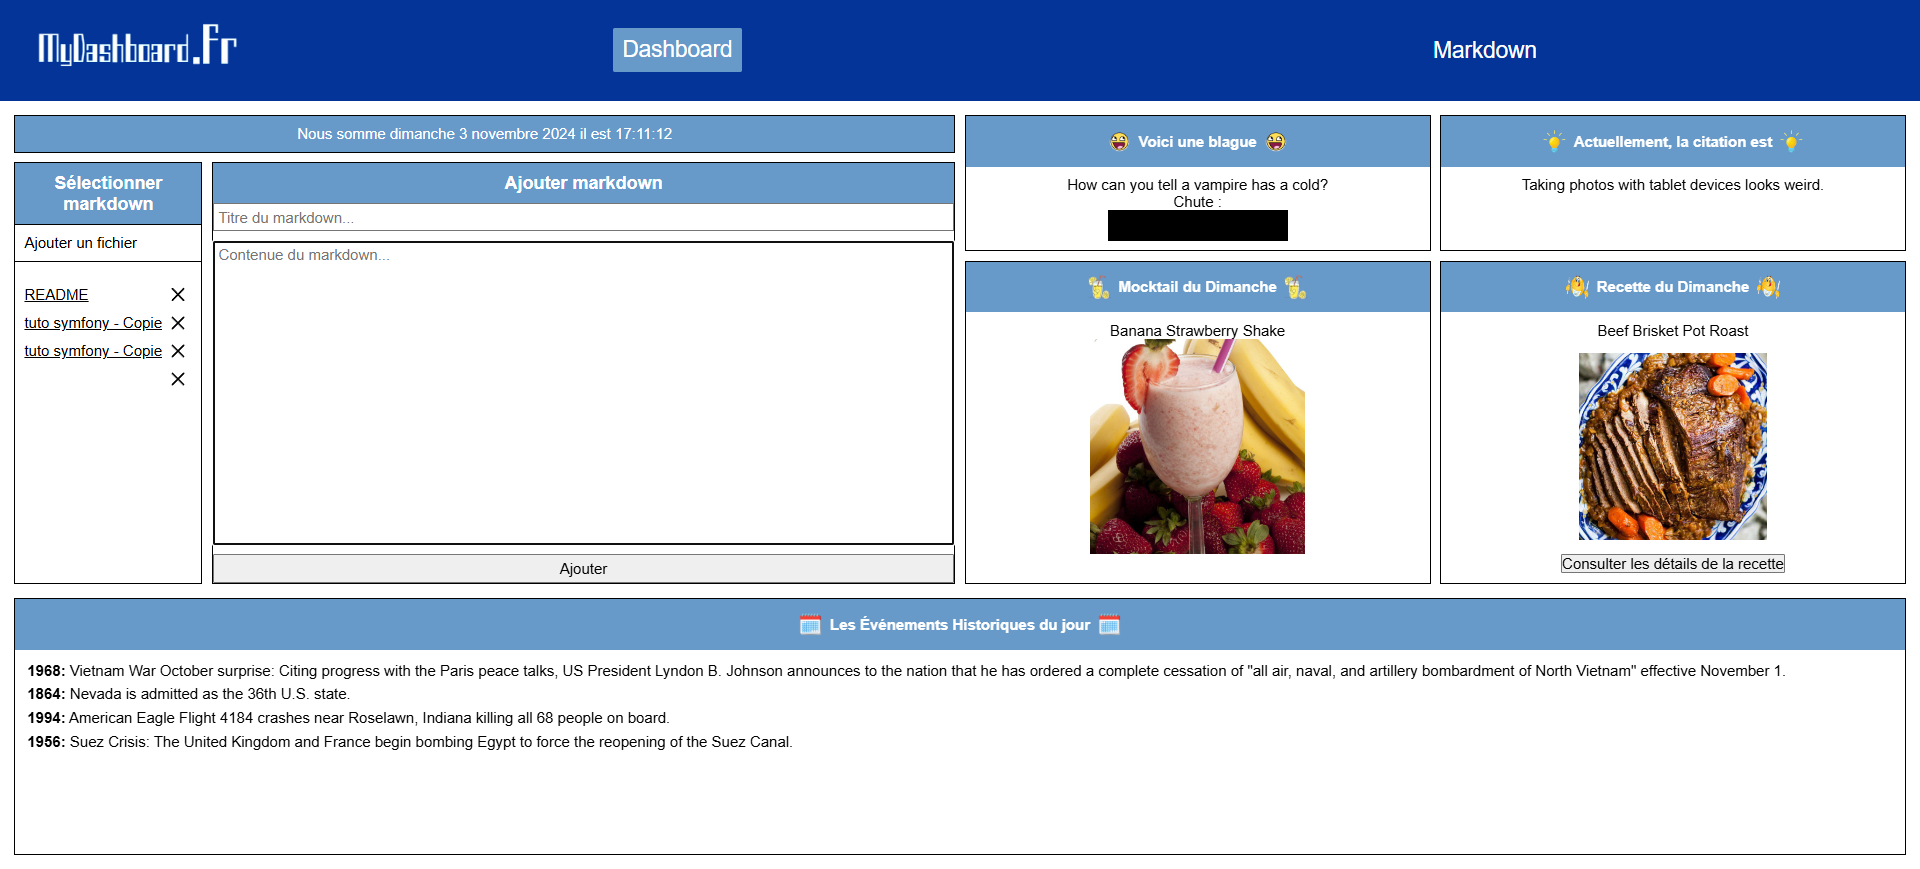 MyDashboard.Fr
Dashboard
Markdown
Nous somme dimanche 3 novembre 2024 il est 17:11:12
Sélectionner
markdown
Ajouter un fichier
README
tuto symfony - Copie
tuto symfony - Copie
Ajouter markdown
Titre du markdown...
Contenue du markdown...
Ajouter
Voici une blague
How can you tell a vampire has a cold?
Chute :
Actuellement, la citation est
Taking photos with tablet devices looks weird.
Mocktail du Dimanche
Banana Strawberry Shake
Recette du Dimanche
Beef Brisket Pot Roast
Consulter les détails de la recette
Les Événements Historiques du jour
1968: Vietnam War October surprise: Citing progress with the Paris peace talks, US President Lyndon B. Johnson announces to the nation that he has ordered a complete cessation of "all air, naval, and artillery bombardment of North Vietnam" effective November 1.
1864: Nevada is admitted as the 36th U.S. state.
1994: American Eagle Flight 4184 crashes near Roselawn, Indiana killing all 68 people on board.
1956: Suez Crisis: The United Kingdom and France begin bombing Egypt to force the reopening of the Suez Canal.